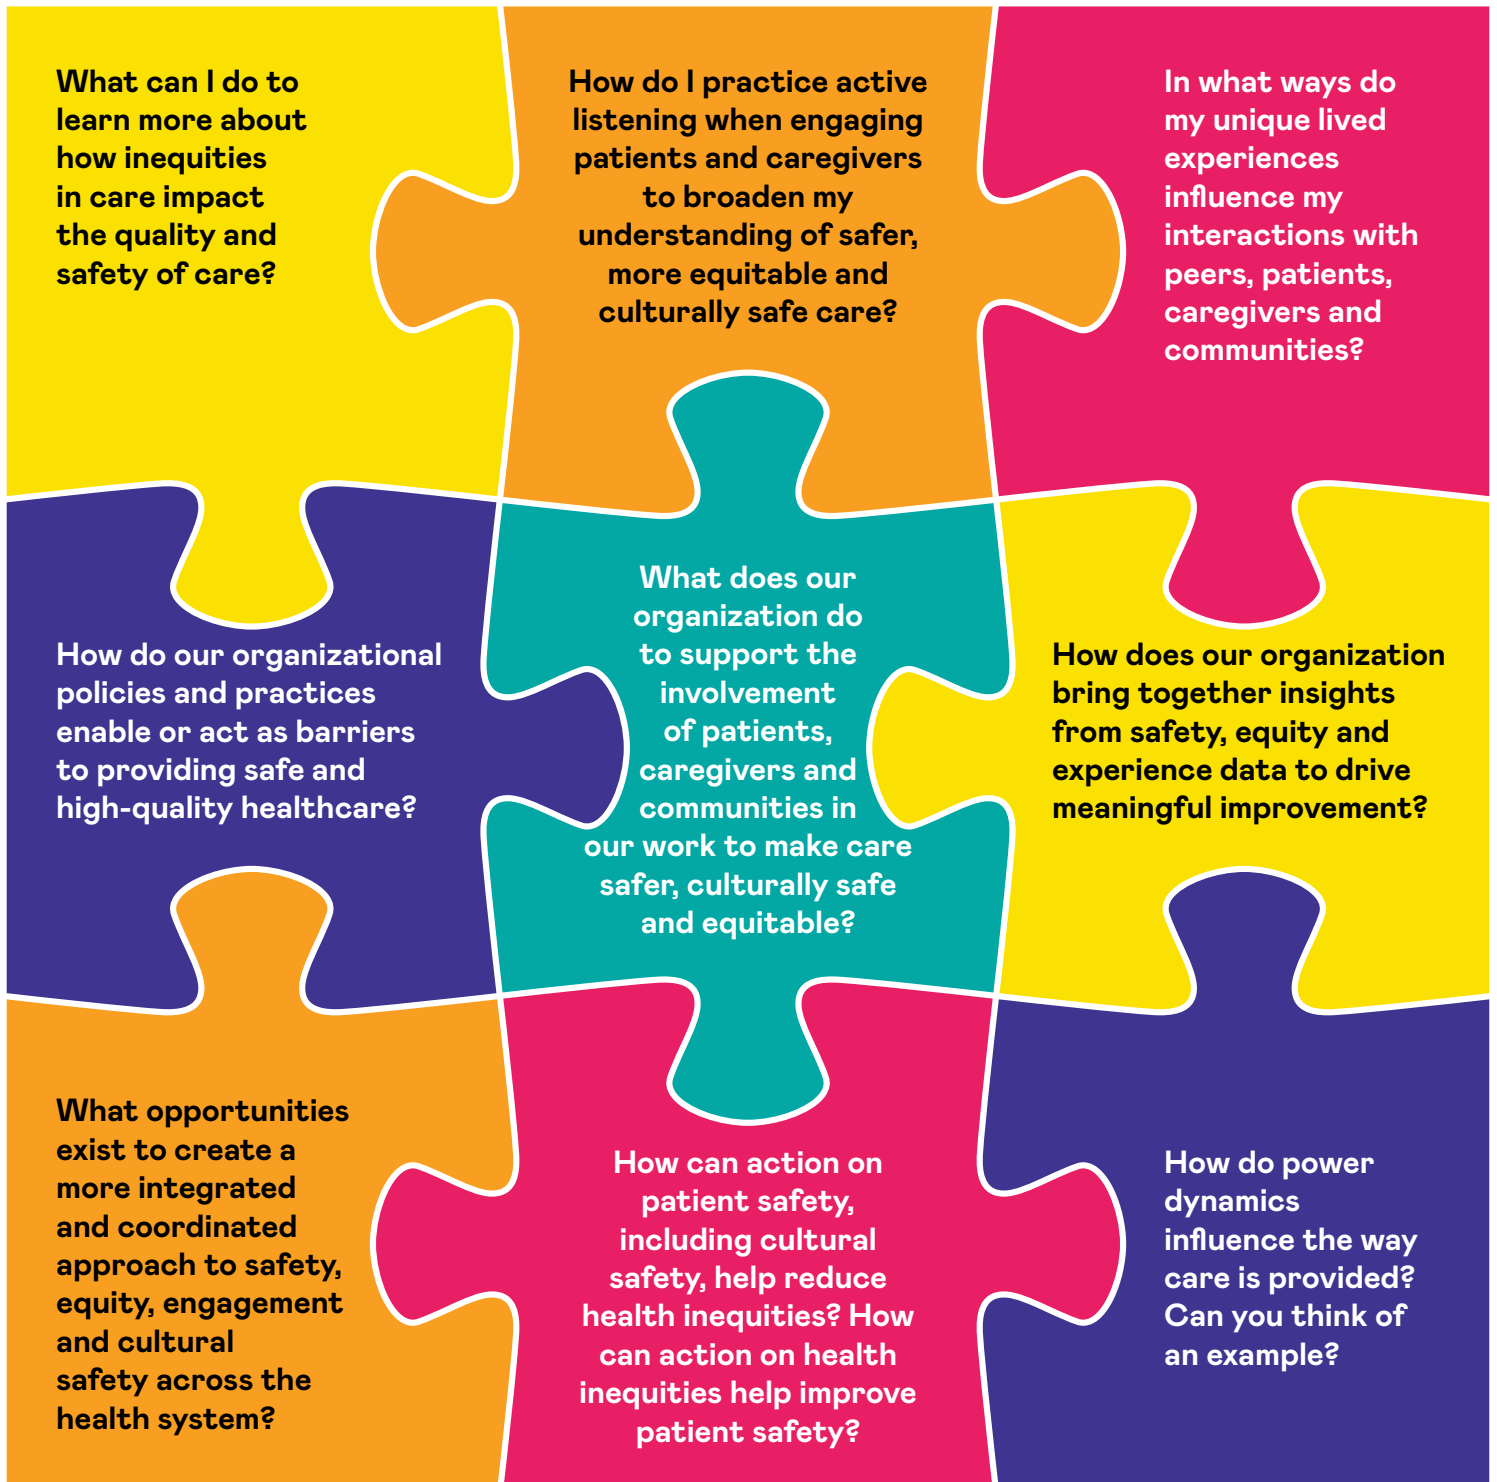 What can I do to
learn more about
how inequities
in care impact
the quality and
safety of care?
How do I practice active
listening when engaging
patients and caregivers
to broaden my
understanding of safer,
more equitable and
culturally safe care?
In what ways do
my unique lived
experiences
influence my
interactions with
peers, patients,
caregivers and
communities?
How do our organizational
policies and practices
enable or act as barriers
to providing safe and
high-quality healthcare?
What does our
organization do
to support the
involvement
of patients,
caregivers and
communities in
our work to make care
safer, culturally safe
and equitable?
How does our organization
bring together insights
from safety, equity and
experience data to drive
meaningful improvement?
What opportunities
exist to create a
more integrated
and coordinated
approach to safety,
equity, engagement
and cultural
safety across the
health system?
How can action on
patient safety,
including cultural
safety, help reduce
health inequities? How
can action on health
inequities help improve
patient safety?
How do power
dynamics
influence the way
care is provided?
Can you think of
an example?